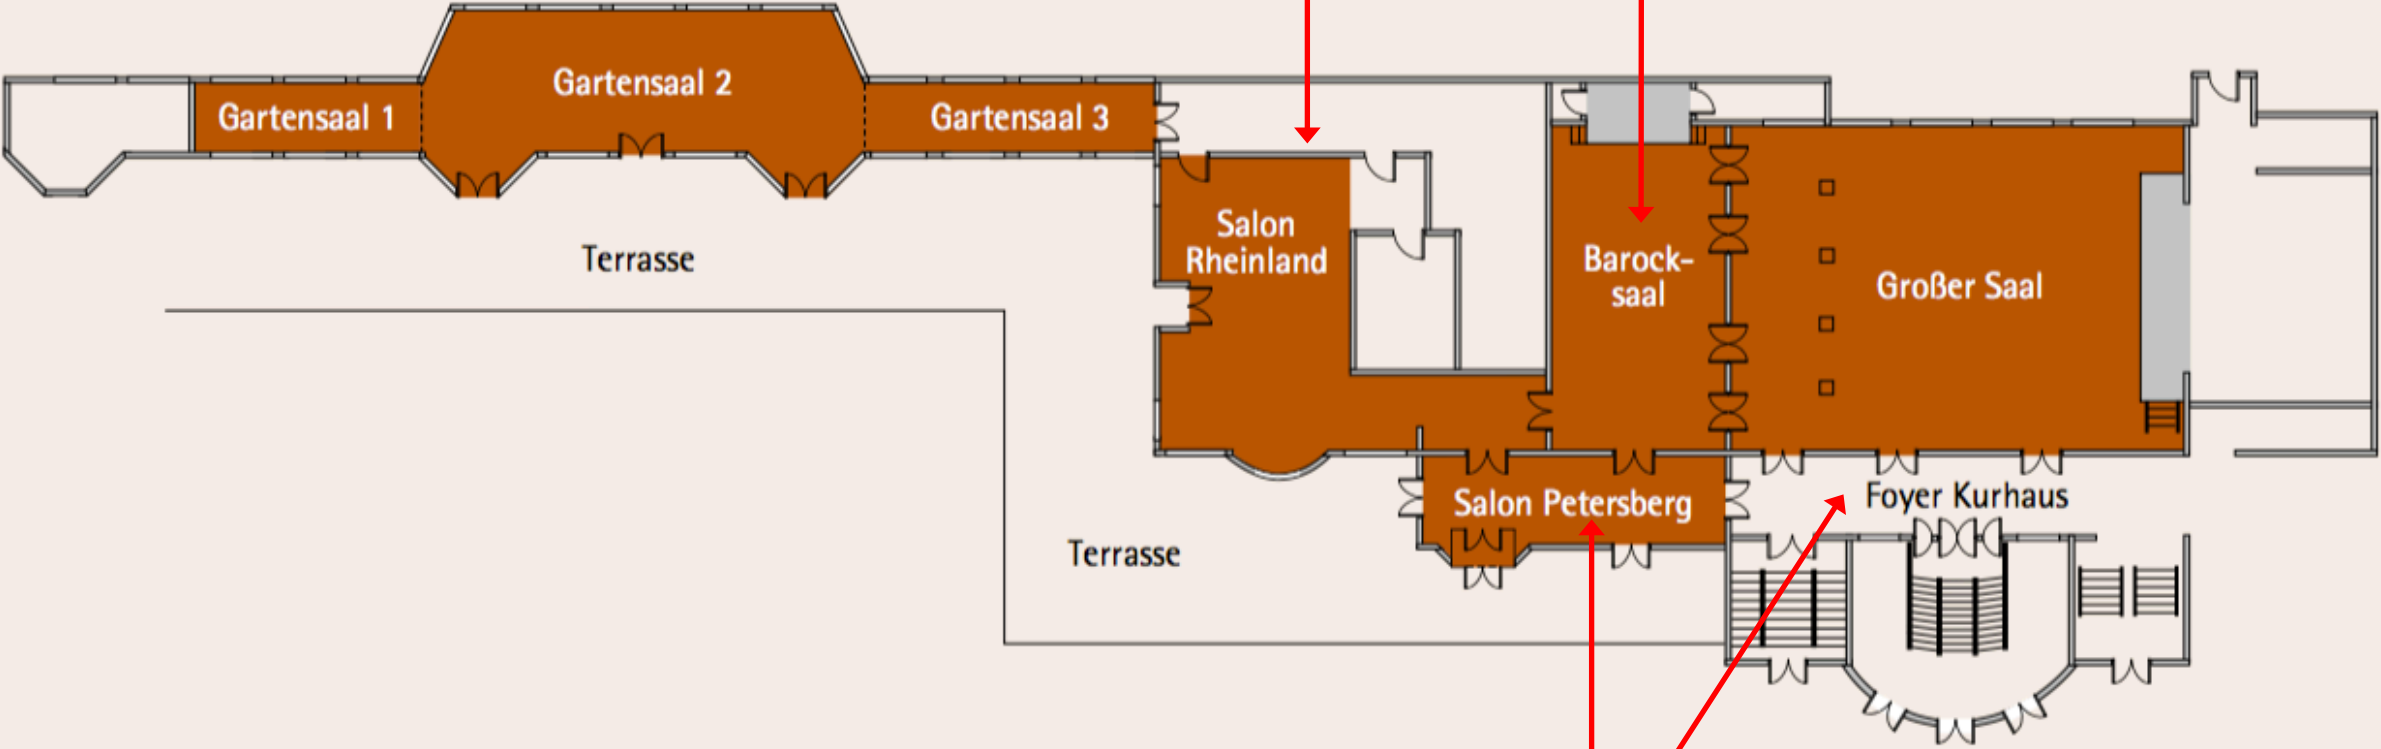 Gartensaal 1
Gartensaal 2
Gartensaal 3
Terrasse
Salon
Rheinland
Barock-
saal
Großer Saal
Salon Petersberg
Foyer Kurhaus
Terrasse